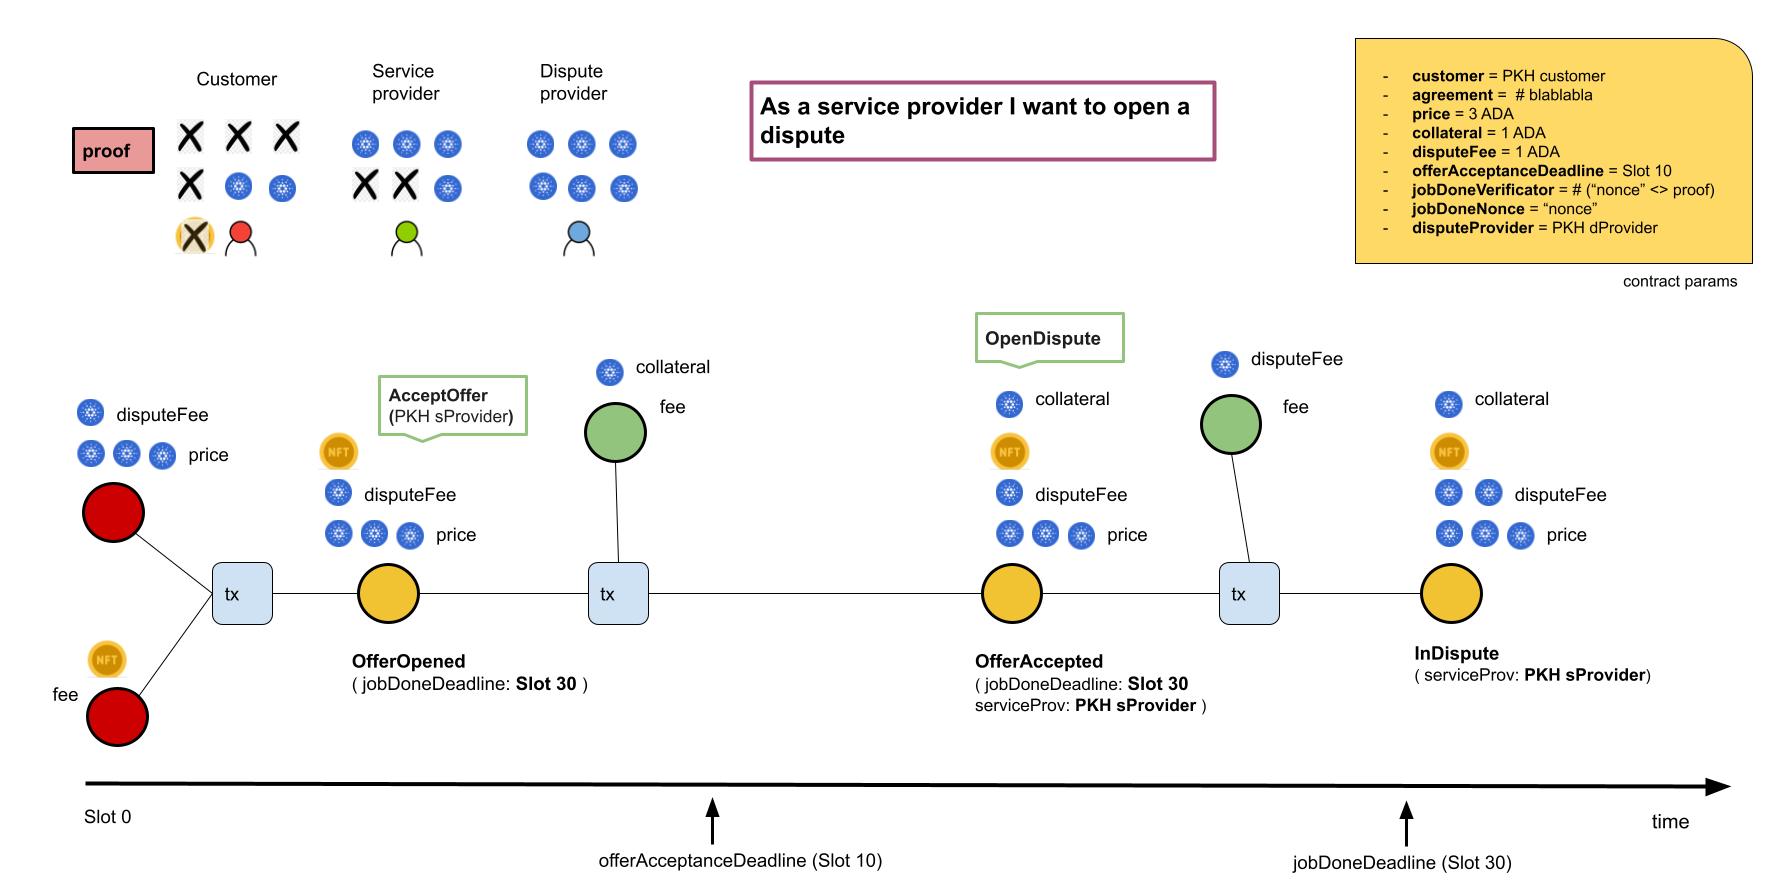 Customer
Service
provider
Dispute
provider
proof
As a service provider I want to open a
dispute
- customer = PKH customer
- agreement = # blablabla
- price = 3 ADA
- collateral = 1 ADA
- disputeFee = 1 ADA
- offerAcceptanceDeadline = Slot 10
- jobDoneVerificator = # (“nonce” <> proof)
- jobDoneNonce = “nonce”
- disputeProvider = PKH dProvider
contract params
disputeFee
price
NFT
fee
tx
AcceptOffer
(PKH sProvider)
NFT
disputeFee
price
OfferOpened
( jobDoneDeadline: Slot 30 )
collateral
fee
tx
OpenDispute
collateral
NFT
disputeFee
price
OfferAccepted
( jobDoneDeadline: Slot 30
serviceProv: PKH sProvider )
disputeFee
fee
tx
collateral
NFT
disputeFee
price
InDispute
( serviceProv: PKH sProvider)
Slot 0
time
offerAcceptanceDeadline (Slot 10)
jobDoneDeadline (Slot 30)